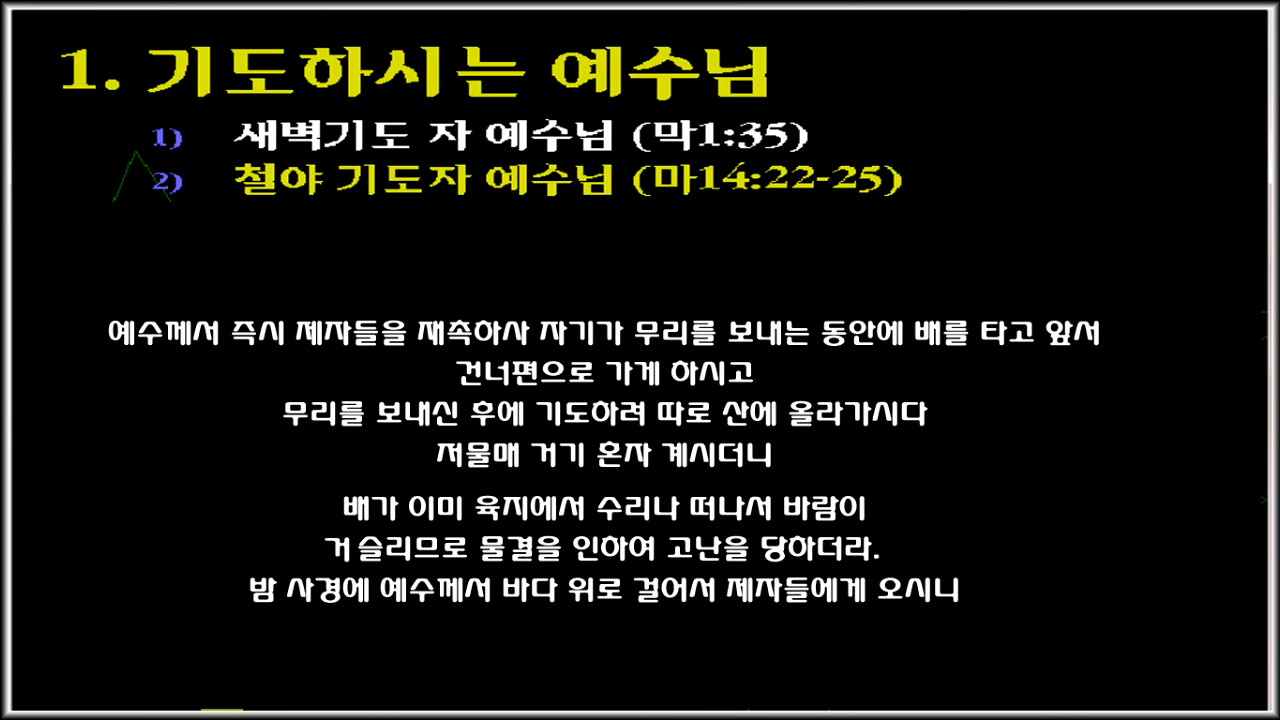 1. 기도하시는 예수님
1) 새벽기도 자 예수님 (막1:35)
2) 철야 기도자 예수님 (마14:22-25)
예수께서 즉시 제자들을 재촉하사 자기가 무리를 보내는 동안에 배를 타고 앞서
건너편으로 가게 하시고
무리를 보내신 후에 기도하려 따로 산에 올라가시다
저물매 거기 혼자 계시더니
배가 이미 육지에서 수리나 떠나서 바람이
거슬리므로 물결을 인하여 고난을 당하더라.
밤 사경에 예수께서 바다 위로 걸어서 제자들에게 오시니